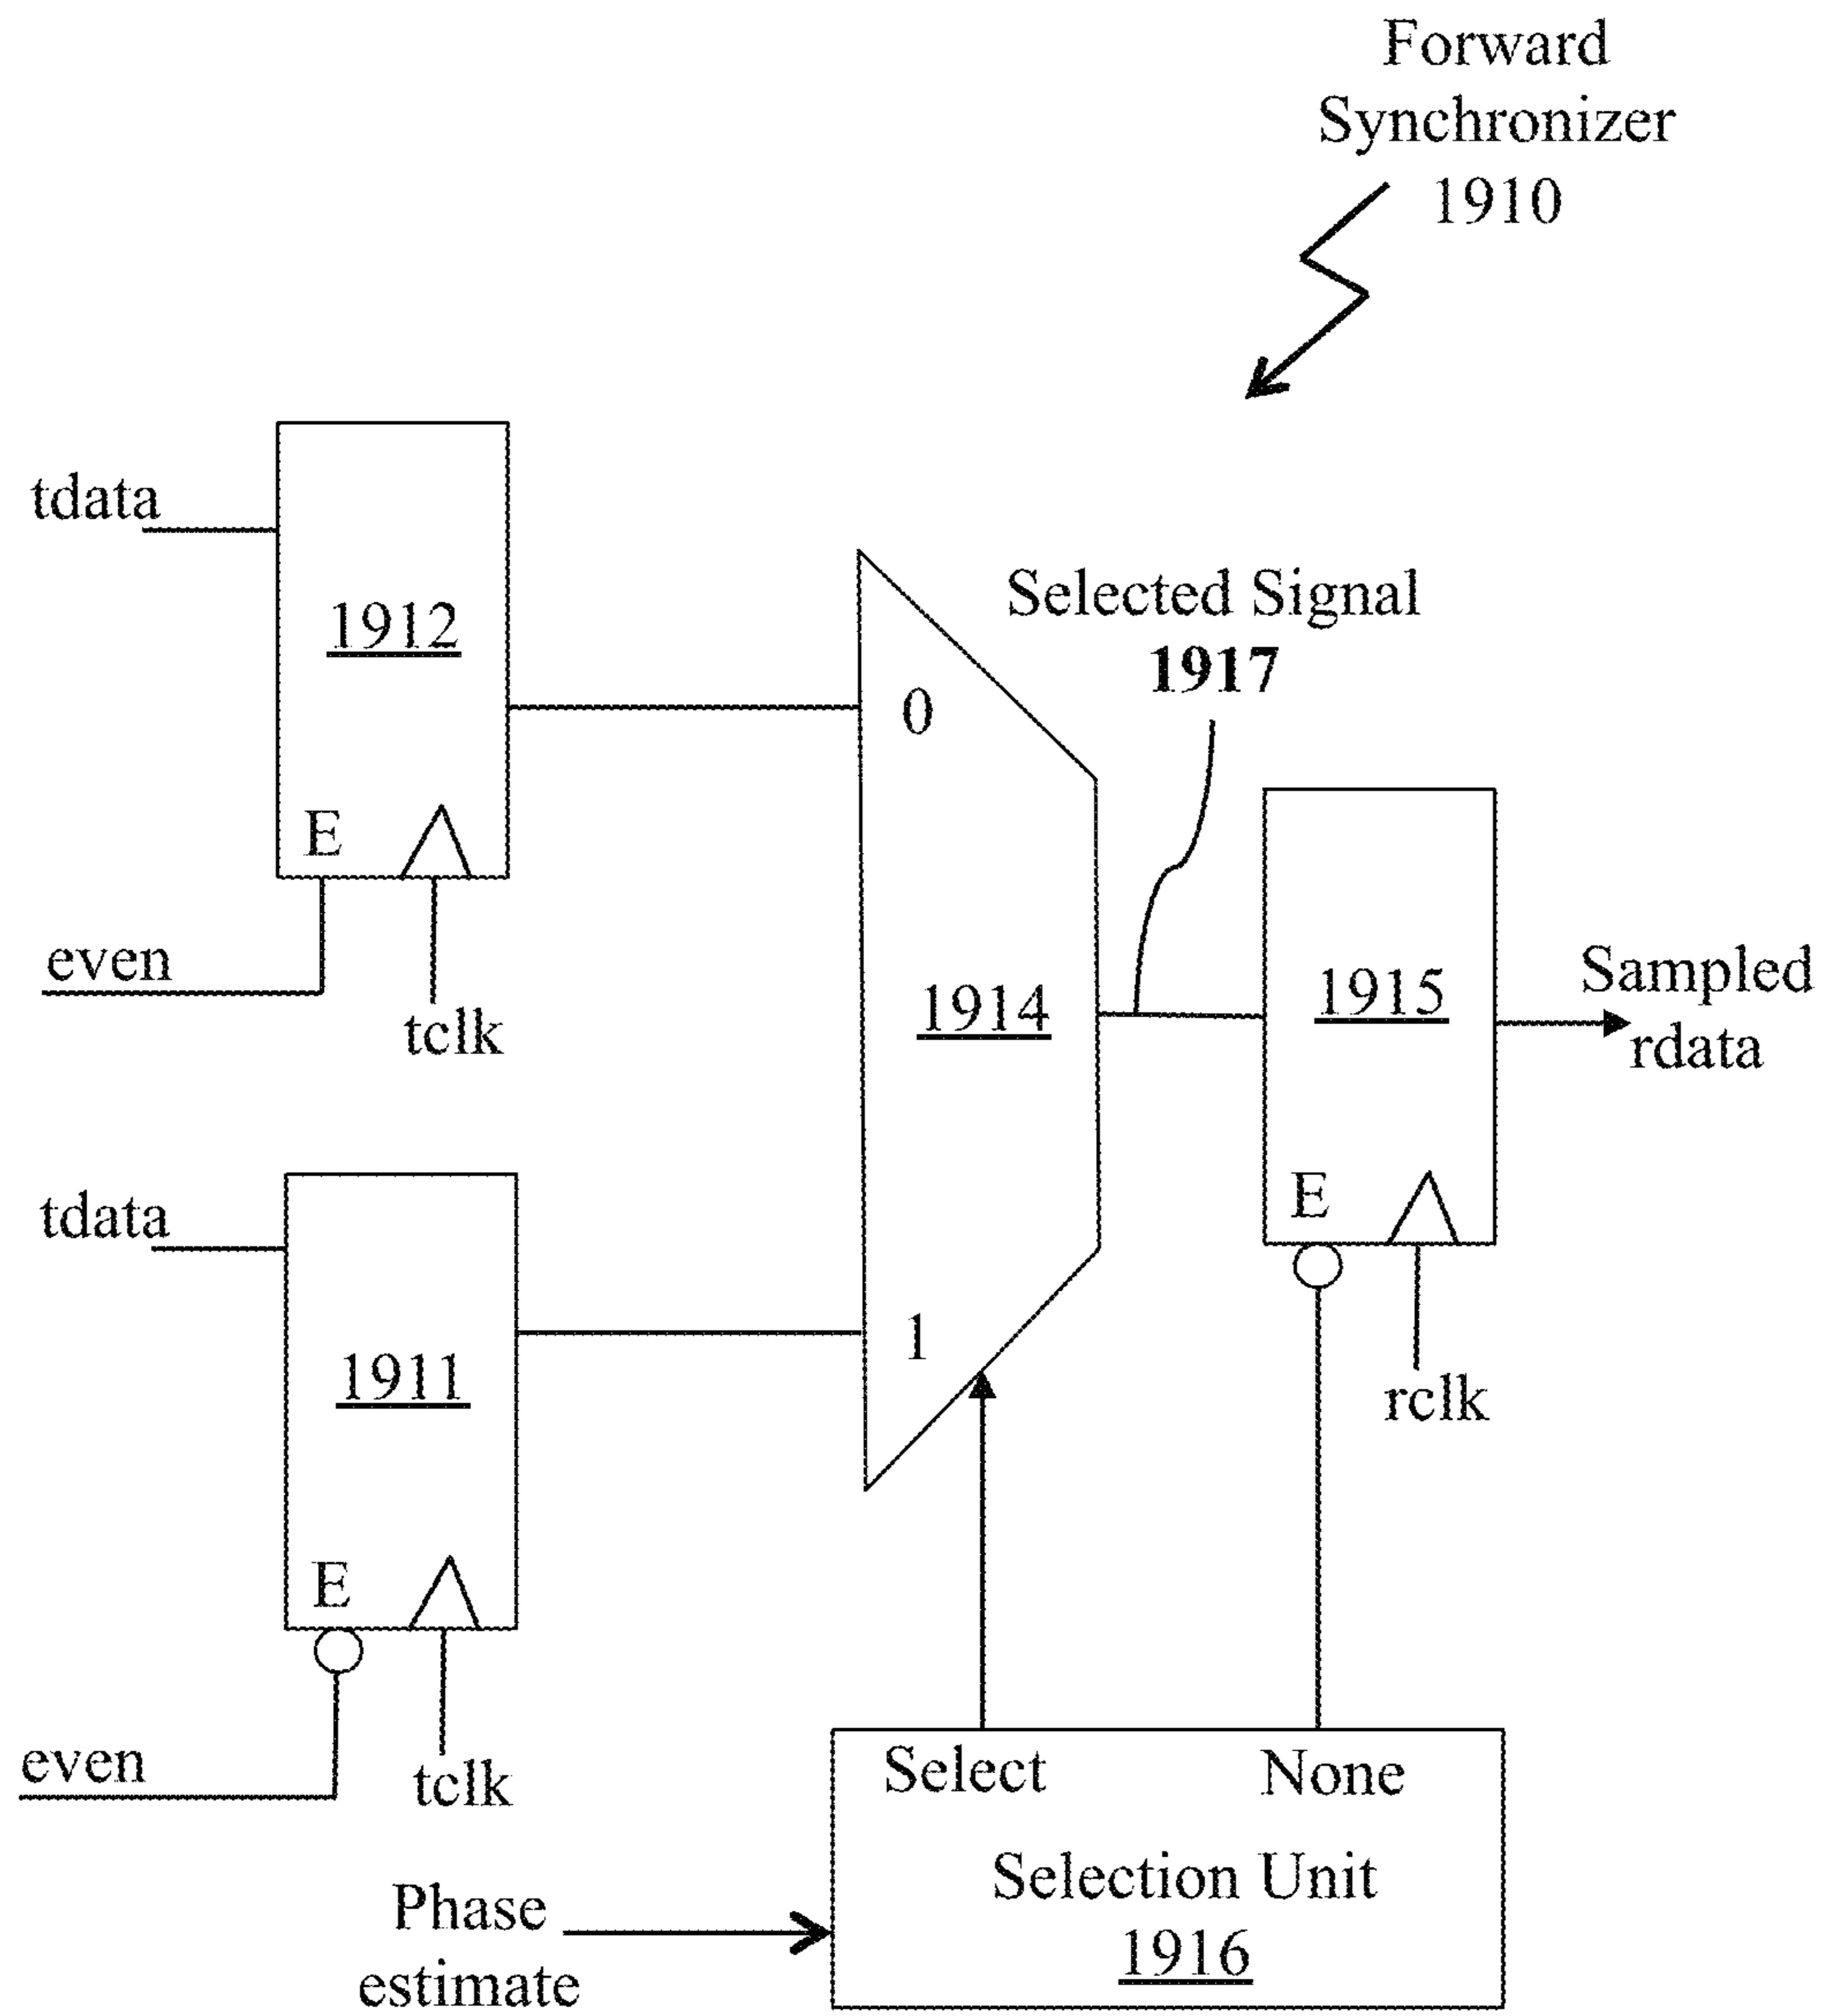 Forward
Synchronizer
1910
tdata
1912
E
even
tclk
0
1914
1
Selected Signal
1917
1915
E
rclk
Sampled
rdata
tdata
1911
E
even
tclk
Select
None
Selection Unit
1916
Phase
estimate